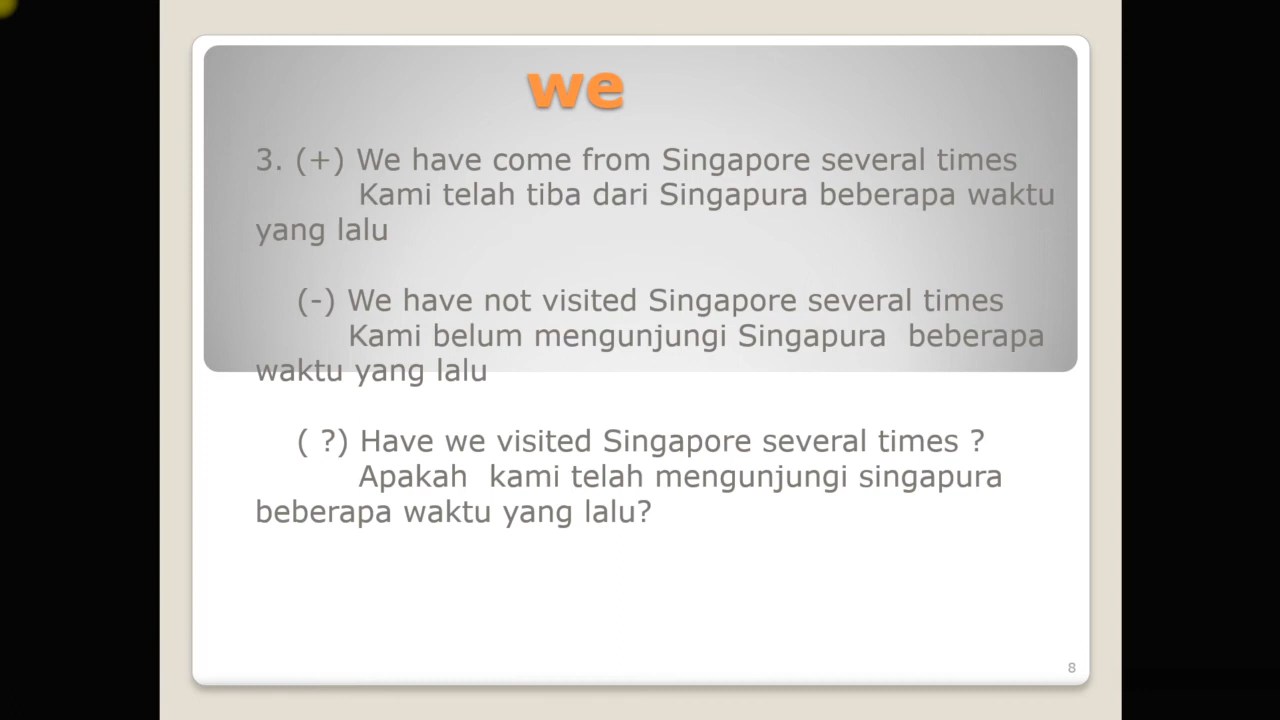 we
3. (+) We have come from Singapore several times
Kami telah tiba dari Singapura beberapa waktu
yang lalu
(-) We have not visited Singapore several times
Kami belum mengunjungi Singapura  beberapa
waktu yang lalu
( ?) Have we visited Singapore several times ?
Apakah  kami telah mengunjungi singapura
beberapa waktu yang lalu?
8